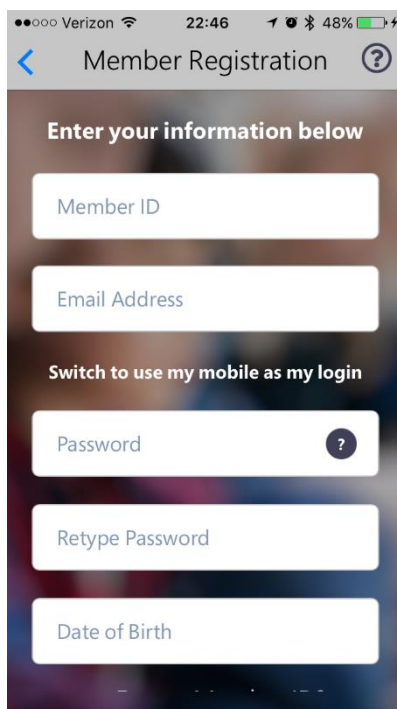 Verizon 22:46 48%
Member Registration ?
Enter your information below
Member ID
Email Address
Switch to use my mobile as my login
Password ?
Retype Password
Date of Birth